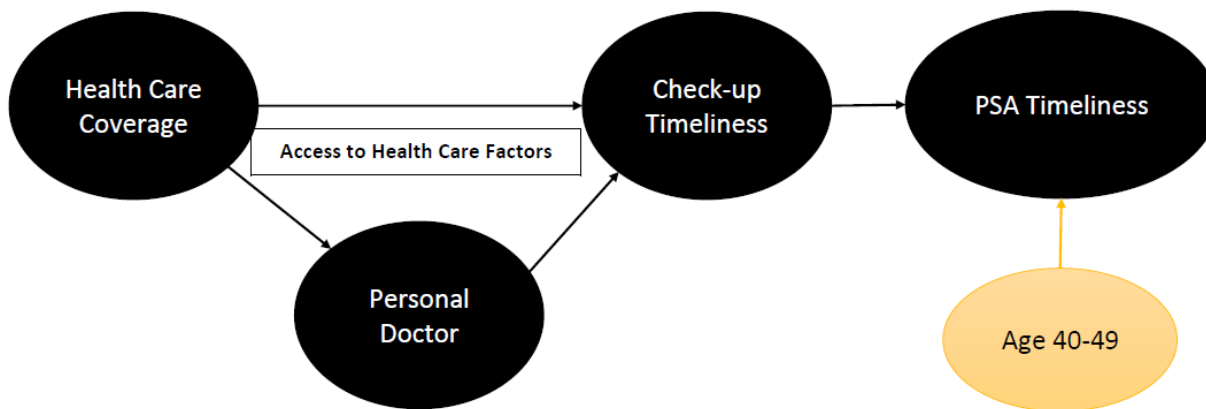 Health Care
Coverage
Check-up
Timeliness
PSA Timeliness
Access to Health Care Factors
Personal
Doctor
Age 40-49